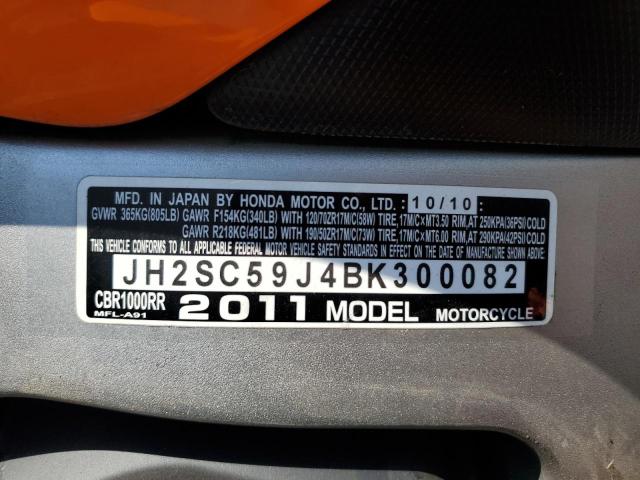 MFD. IN JAPAN BY HONDA MOTOR CO., LTD. :10/10:
GVWR 365KG(805LB) GAWR F154KG(340LB) WITH 120/70ZR17M/C(58W) TIRE, 17M/C×MT3.50 RIM, AT 250KPA(36PSI) COLD
GAWR R218KG(481LB) WITH 190/50ZR17M/C(73W) TIRE, 17M/C×MT6.00 RIM, AT 290KPA(42PSI) COLD
THIS VEHICLE CONFORMS TO ALL APPLICABLE FEDERAL MOTOR VEHICLE SAFETY STANDARDS IN EFFECT ON THE DATE OF MANUFACTURE SHOWN ABOVE.
JH2SC59J4BK300082
CBR1000RR 2011 MODEL MOTORCYCLE
MFL-A91